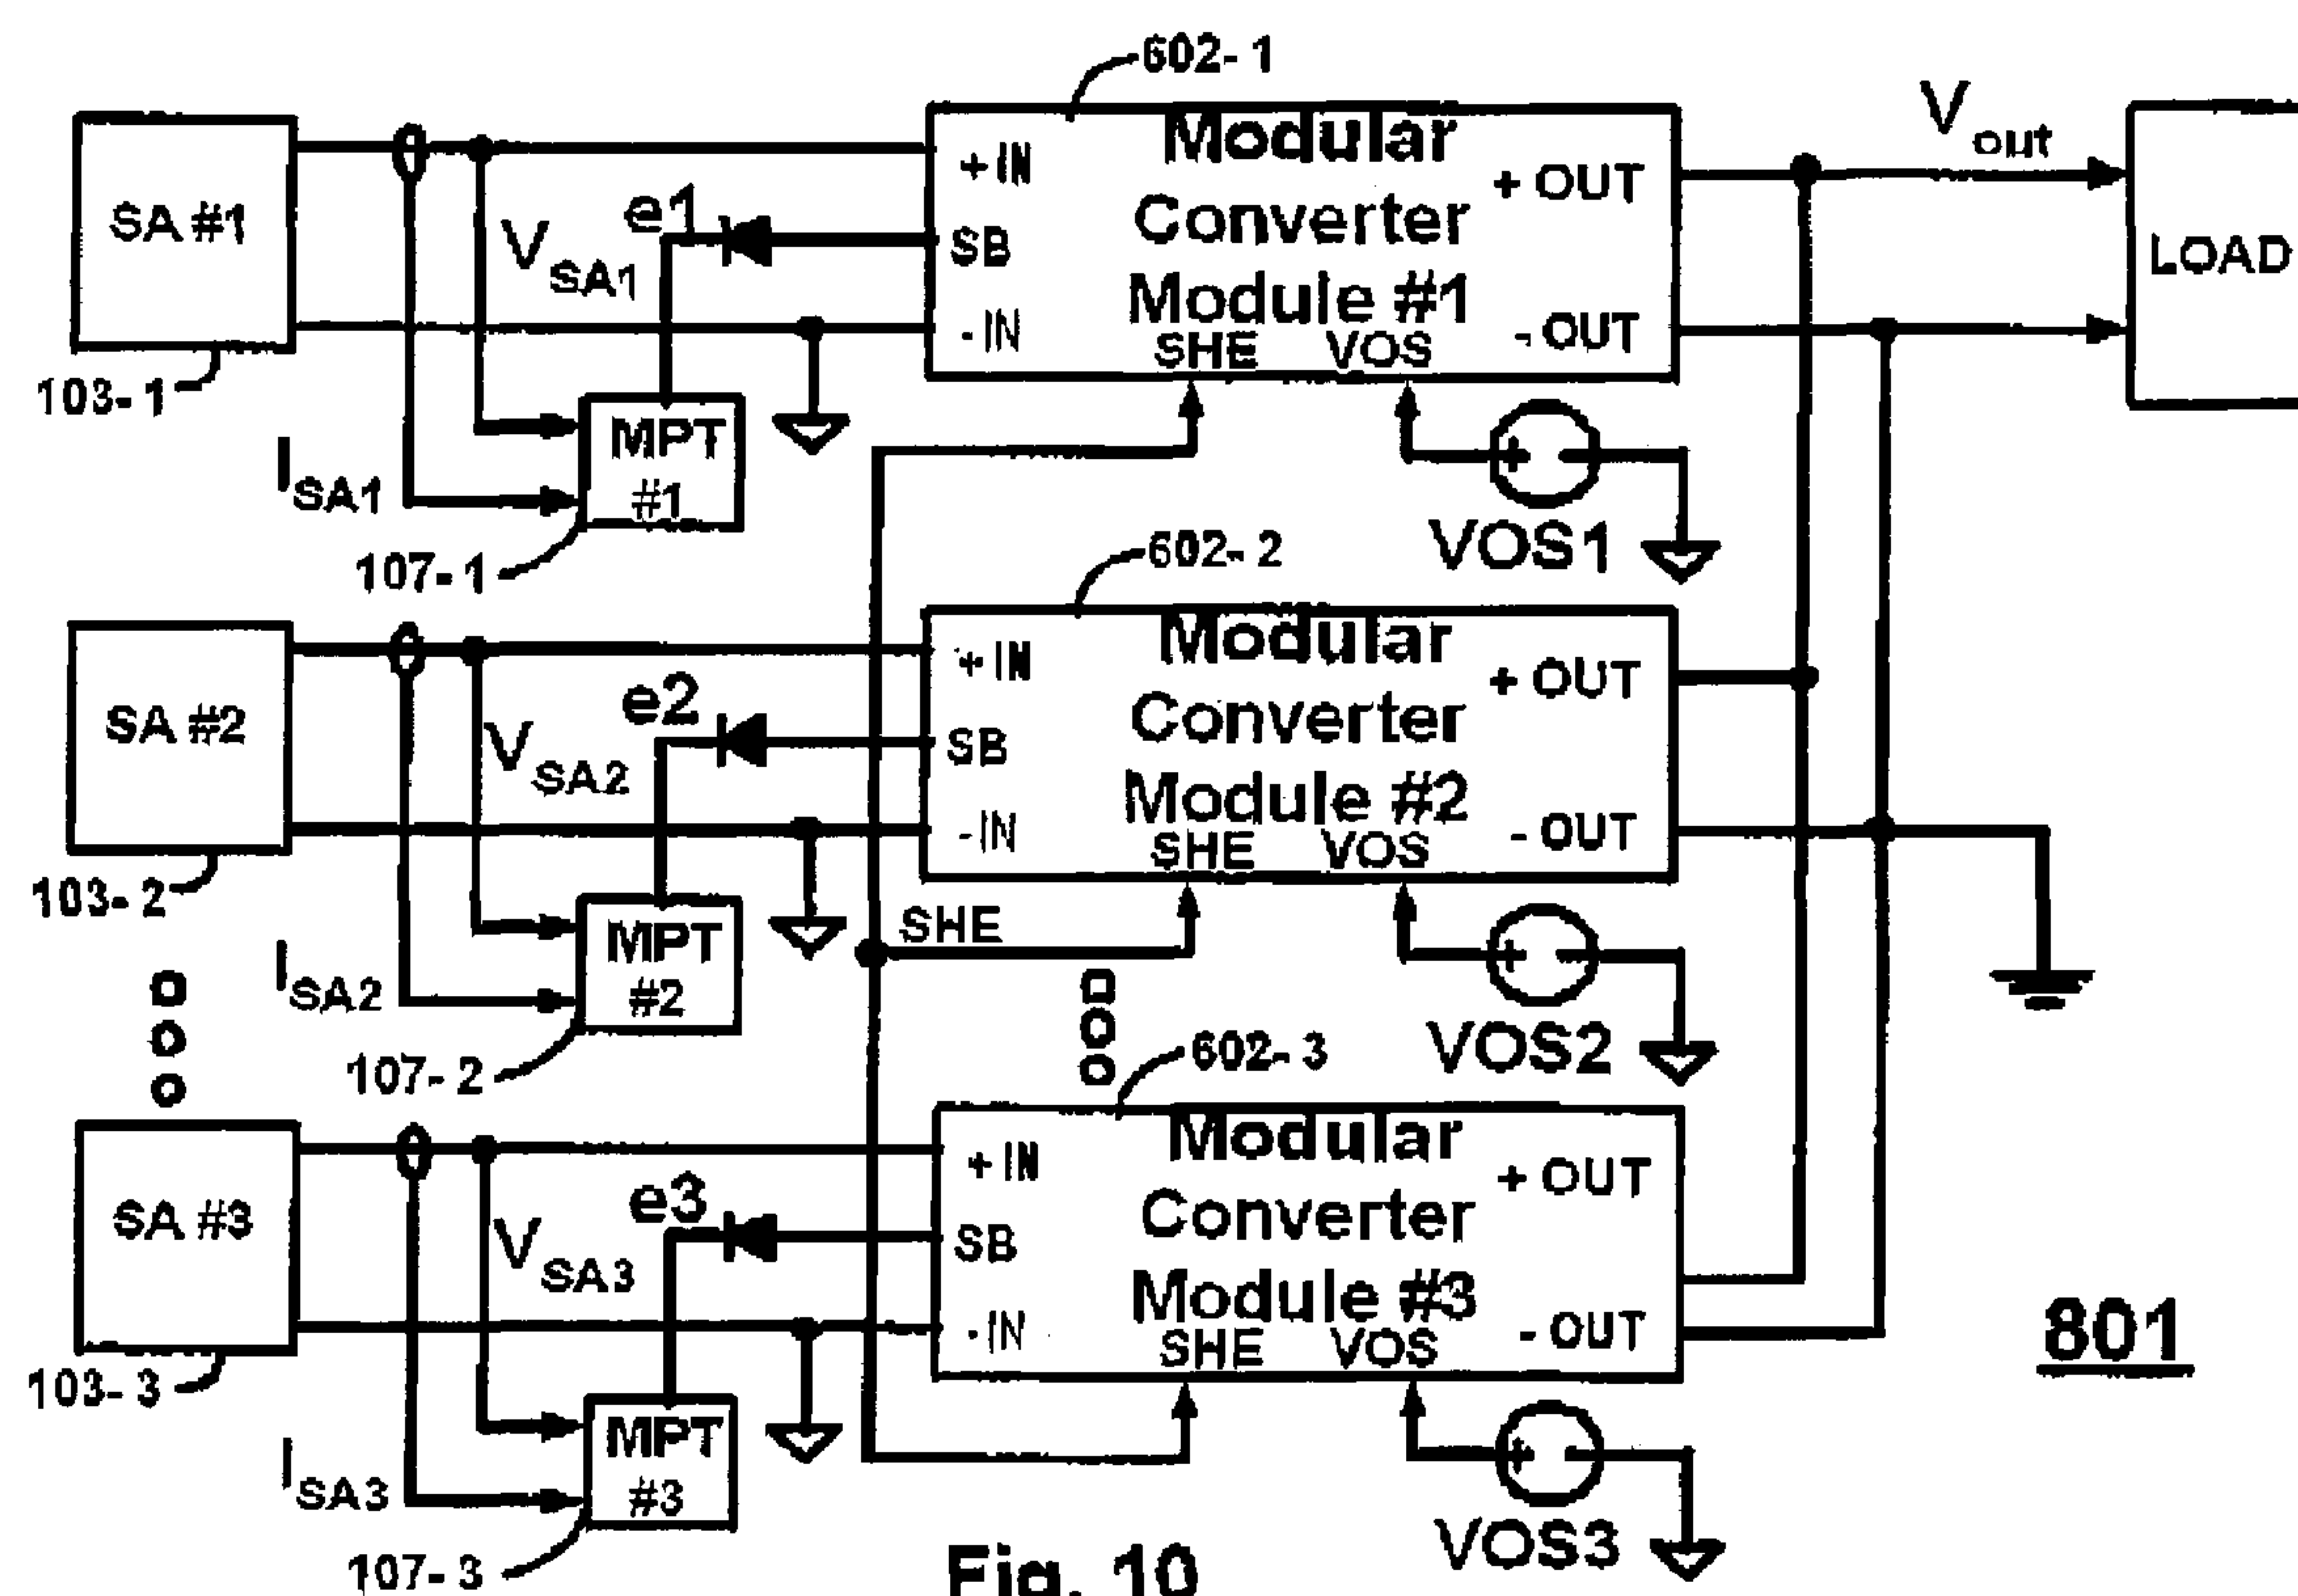 602-1
SA #1
103-1
V SA1
I SA1
e1
MPT
#1
107-1
+ IN
SB
- IN
Modular
Converter
Module #1
SHE VOS
+ OUT
- OUT
Vout
LOAD
VOS1
602-2
SA #2
103-2
V SA2
I SA2
e2
MPT
#2
107-2
+ IN
SB
- IN
Modular
Converter
Module #2
SHE VOS
+ OUT
- OUT
SHE
VOS2
602-3
SA #3
103-3
V SA3
I SA3
e3
MPT
#3
107-3
+ IN
SB
- IN
Modular
Converter
Module #3
SHE VOS
+ OUT
- OUT
VOS3
801
Fig. 10